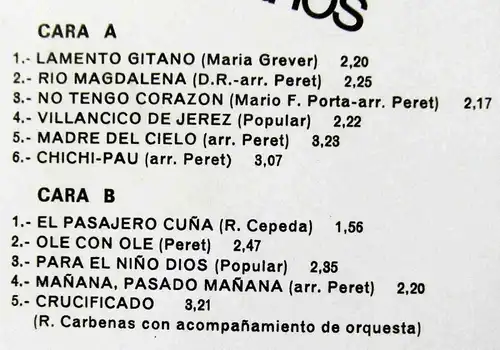 CARA A
1.- LAMENTO GITANO (Maria Grever) 2,20
2.- RIO MAGDALENA (D.R.-arr. Peret) 2,25
3.- NO TENGO CORAZON (Mario F. Porta-arr. Peret) 2,17
4.- VILLANCICO DE JEREZ (Popular) 2,22
5.- MADRE DEL CIELO (arr. Peret) 3,23
6.- CHICHI-PAU (arr. Peret) 3,07
CARA B
1.- EL PASAJERO CUÑA (R. Cepeda) 1,56
2.- OLE CON OLE (Peret) 2,47
3.- PARA EL NIÑO DIOS (Popular) 2,35
4.- MAÑANA, PASADO MAÑANA (arr. Peret) 2,20
5.- CRUCIFICADO 3,21
(R. Carbenas con acompañamiento de orquesta)